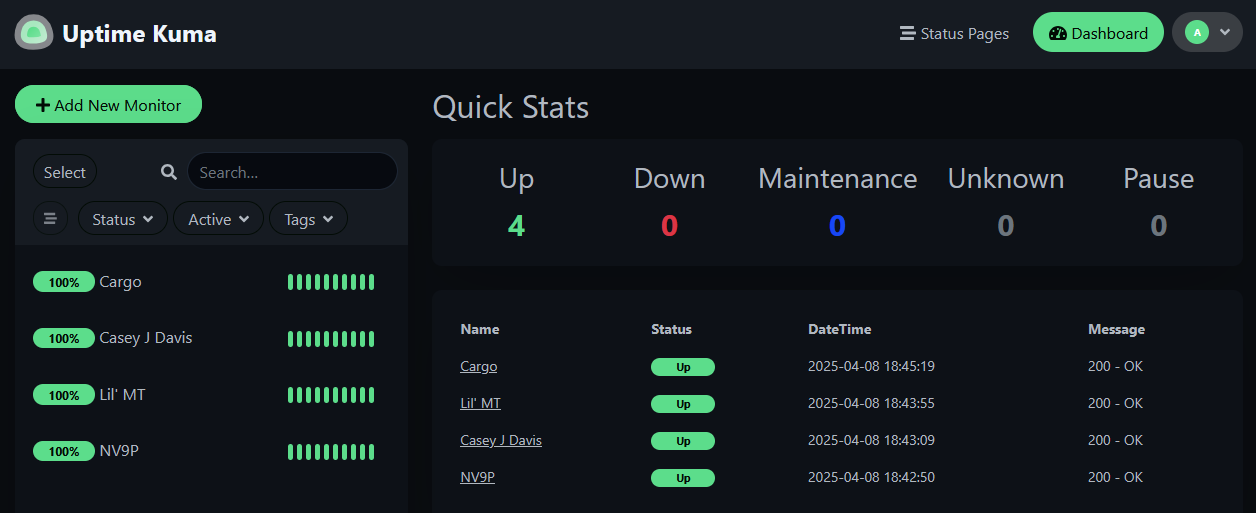 Uptime Kuma
Status Pages
Dashboard
A
Add New Monitor
Select
Search...
Status
Active
Tags
100% Cargo
100% Casey J Davis
100% Lil' MT
100% NV9P
Quick Stats
Up Down Maintenance Unknown Pause
4 0 0 0 0
Name Status DateTime Message
Cargo Up 2025-04-08 18:45:19 200 - OK
Lil' MT Up 2025-04-08 18:43:55 200 - OK
Casey J Davis Up 2025-04-08 18:43:09 200 - OK
NV9P Up 2025-04-08 18:42:50 200 - OK